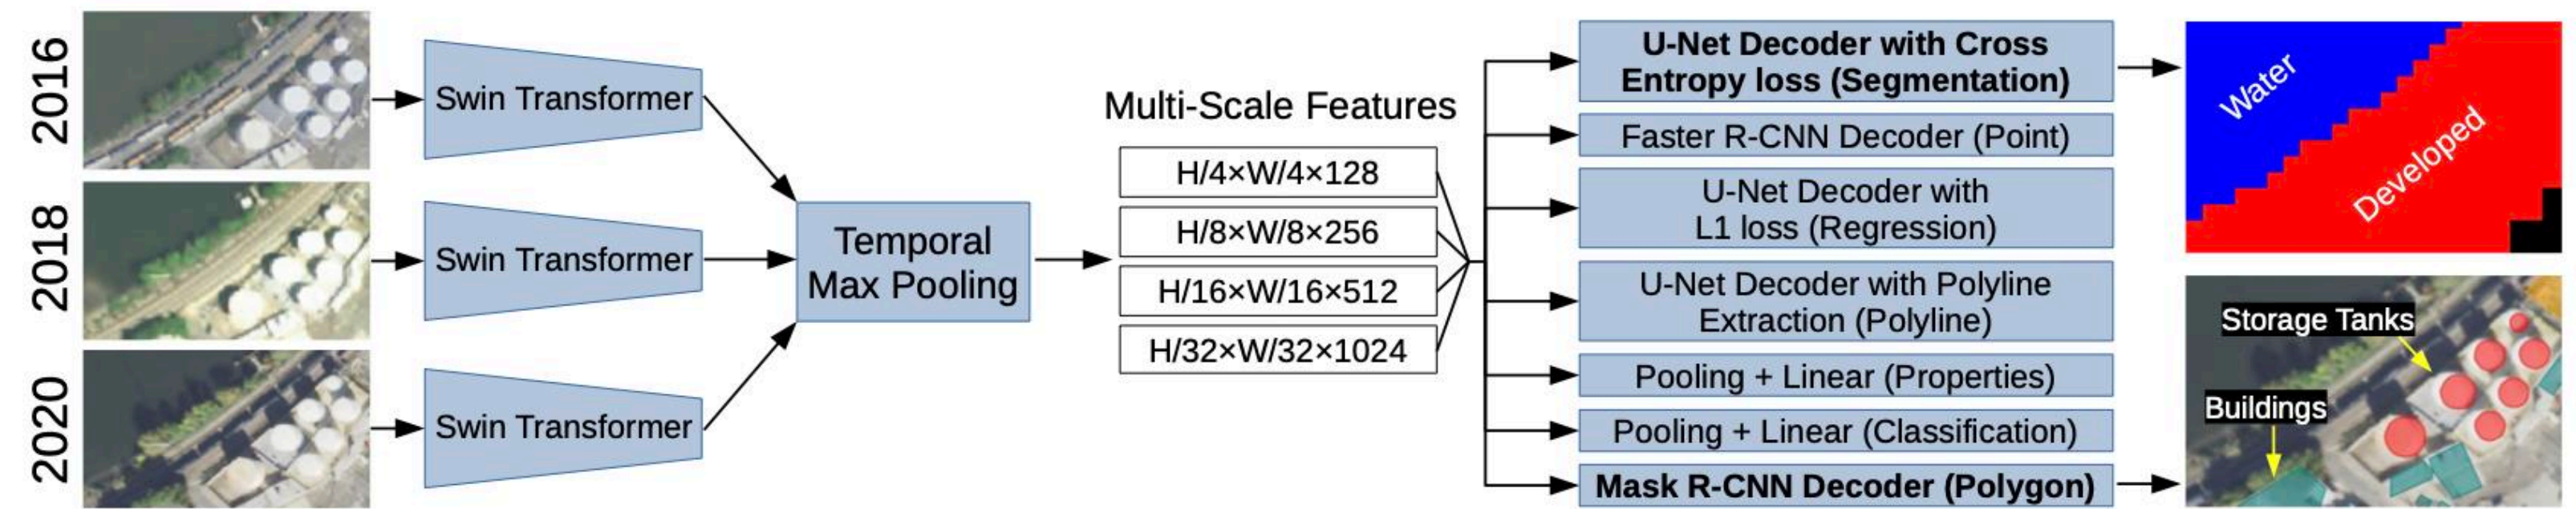 2016
Swin Transformer
2018
Swin Transformer
2020
Swin Transformer
Temporal
Max Pooling
Multi-Scale Features
H/4×W/4×128
H/8×W/8×256
H/16×W/16×512
H/32×W/32×1024
U-Net Decoder with Cross
Entropy loss (Segmentation)
Faster R-CNN Decoder (Point)
U-Net Decoder with
L1 loss (Regression)
U-Net Decoder with Polyline
Extraction (Polyline)
Pooling + Linear (Properties)
Pooling + Linear (Classification)
Mask R-CNN Decoder (Polygon)
Water
Developed
Storage Tanks
Buildings